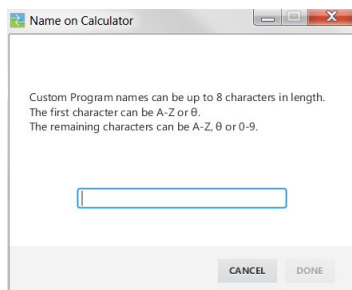 Name on Calculator
Custom Program names can be up to 8 characters in length.
The first character can be A-Z or θ.
The remaining characters can be A-Z, θ or 0-9.
CANCEL DONE